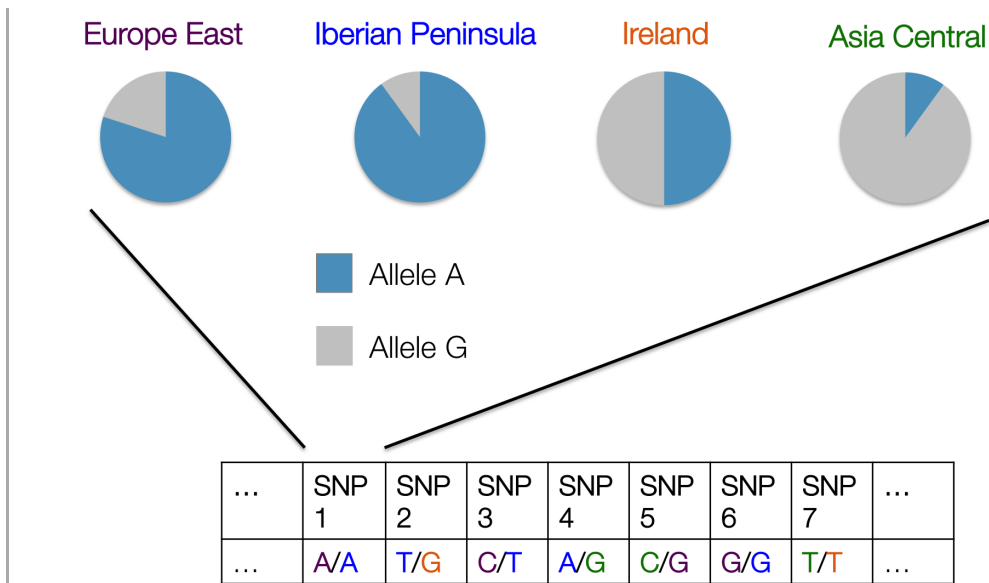 Europe East Iberian Peninsula Ireland Asia Central
Allele A
Allele G
... SNP 1 SNP 2 SNP 3 SNP 4 SNP 5 SNP 6 SNP 7 ...
... A/A T/G C/T A/G C/G G/G T/T ...